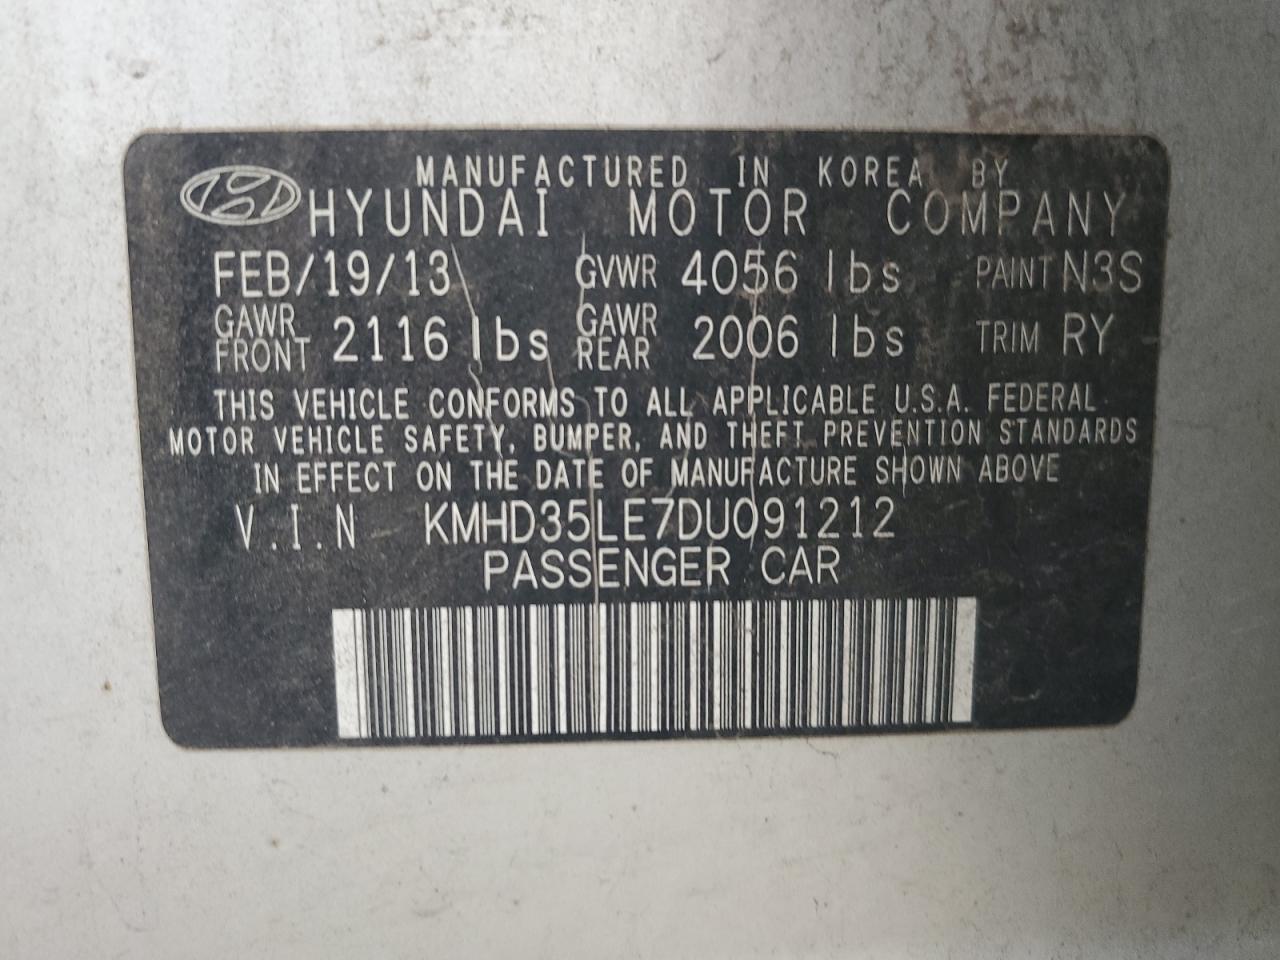 MANUFACTURED IN KOREA BY
HYUNDAI MOTOR COMPANY
FEB/19/13 GVWR 4056 lbs PAINT N3S
GAWR FRONT 2116 lbs GAWR REAR 2006 lbs TRIM RY
THIS VEHICLE CONFORMS TO ALL APPLICABLE U.S.A. FEDERAL
MOTOR VEHICLE SAFETY, BUMPER, AND THEFT PREVENTION STANDARDS
IN EFFECT ON THE DATE OF MANUFACTURE SHOWN ABOVE
V.I.N KMHD35LE7DU091212
PASSENGER CAR